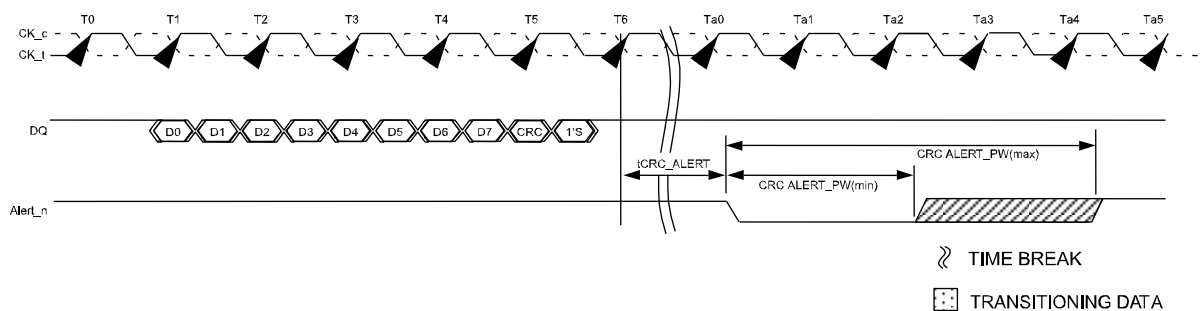 T0 T1 T2 T3 T4 T5 T6 Ta0 Ta1 Ta2 Ta3 Ta4 Ta5
CK_c
CK_t
DQ D0 D1 D2 D3 D4 D5 D6 D7 CRC 1'S
CRC ALERT_PW(max)
tCRC_ALERT
CRC ALERT_PW(min)
Alert_n
TIME BREAK
TRANSITIONING DATA